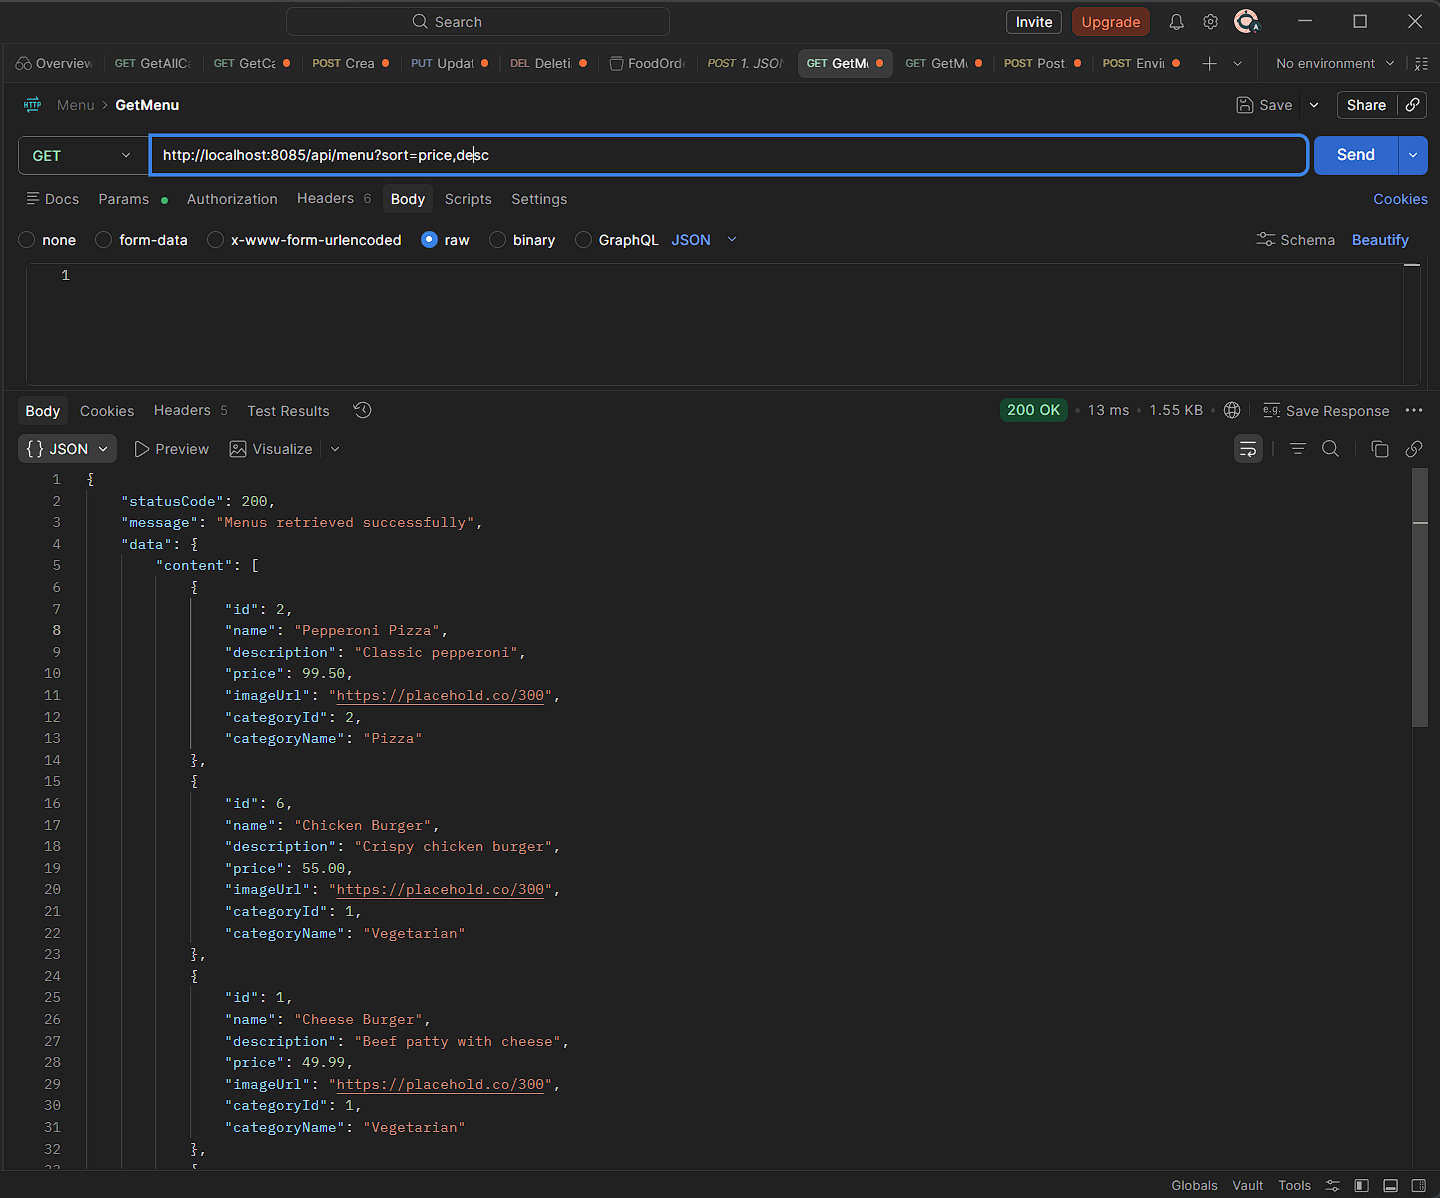 Search
Invite
Upgrade
Overview
GET GetAllCa
GET GetCa
POST Crea
PUT Updat
DEL Deleti
FoodOrde
POST 1. JSON
GET GetMe
GET GetMe
POST Post
POST Envi
No environment
HTTP Menu > GetMenu
Save
Share
GET
http://localhost:8085/api/menu?sort=price,desc
Send
Docs
Params
Authorization
Headers 6
Body
Scripts
Settings
Cookies
none
form-data
x-www-form-urlencoded
raw
binary
GraphQL
JSON
Schema
Beautify
1
Body
Cookies
Headers 5
Test Results
200 OK
13 ms
1.55 KB
e.g. Save Response
{} JSON
Preview
Visualize
1 {
2 "statusCode": 200,
3 "message": "Menus retrieved successfully",
4 "data": {
5 "content": [
6 {
7 "id": 2,
8 "name": "Pepperoni Pizza",
9 "description": "Classic pepperoni",
10 "price": 99.50,
11 "imageUrl": "https://placehold.co/300",
12 "categoryId": 2,
13 "categoryName": "Pizza"
14 },
15 {
16 "id": 6,
17 "name": "Chicken Burger",
18 "description": "Crispy chicken burger",
19 "price": 55.00,
20 "imageUrl": "https://placehold.co/300",
21 "categoryId": 1,
22 "categoryName": "Vegetarian"
23 },
24 {
25 "id": 1,
26 "name": "Cheese Burger",
27 "description": "Beef patty with cheese",
28 "price": 49.99,
29 "imageUrl": "https://placehold.co/300",
30 "categoryId": 1,
31 "categoryName": "Vegetarian"
32 },
33 {
Globals
Vault
Tools